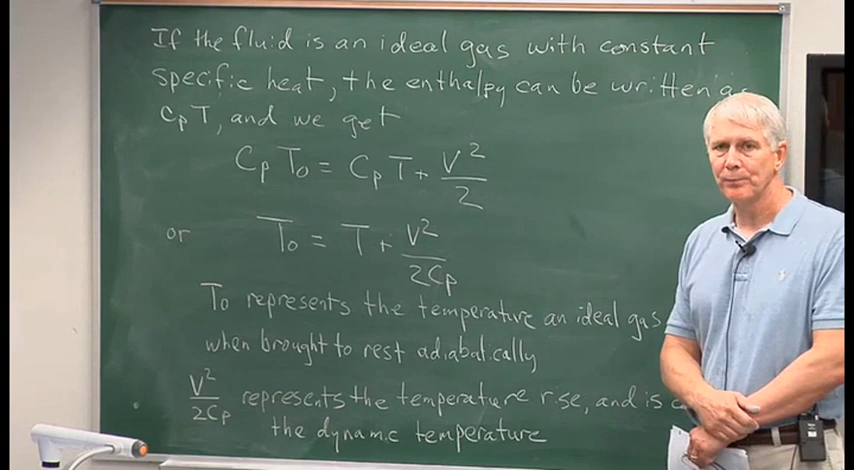 If the fluid is an ideal gas with constant
specific heat, the enthalpy can be written as
CpT, and we get
CpT₀ = CpT + V²/2
or T₀ = T + V²/2Cp
To represents the temperature an ideal gas
when brought to rest adiabatically
V²/2Cp represents the temperature rise, and is
the dynamic temperature